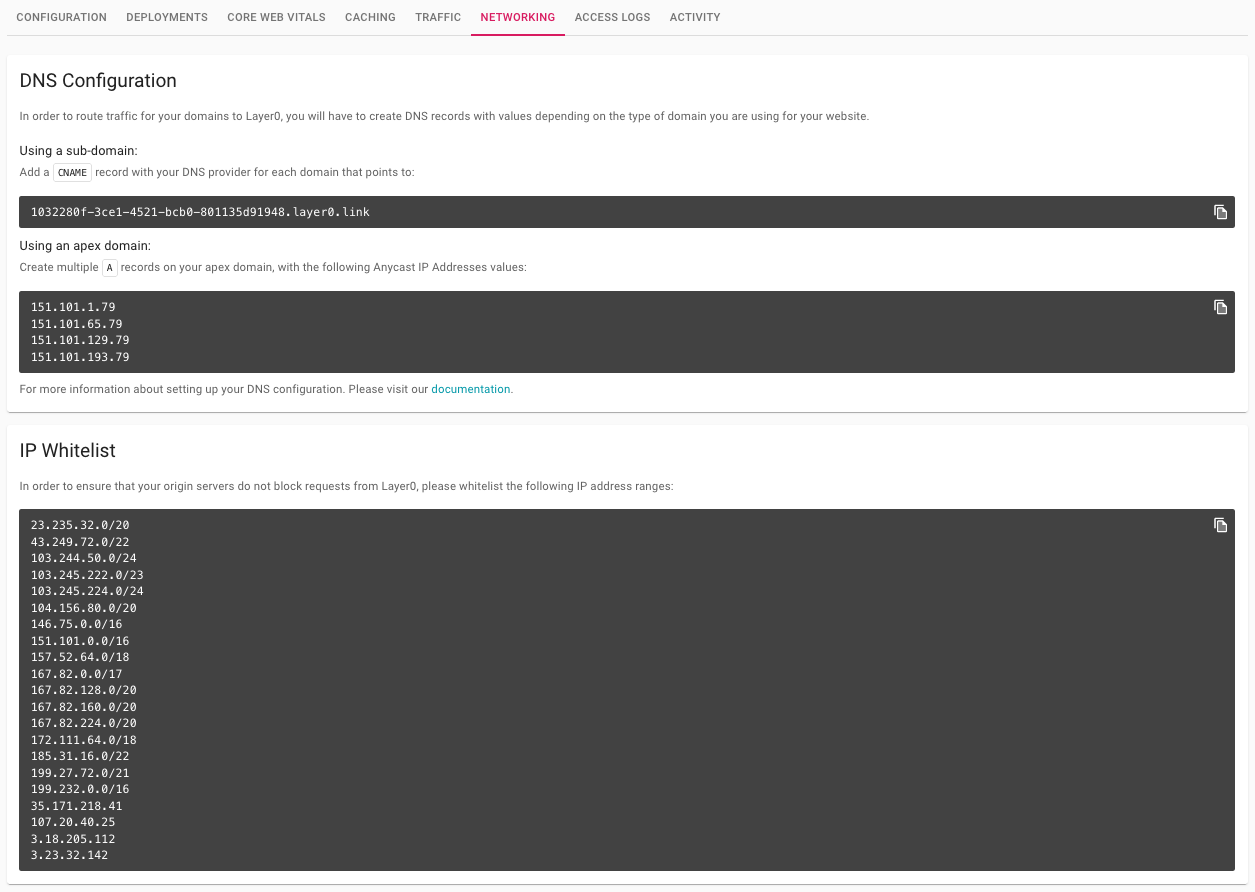 CONFIGURATION DEPLOYMENTS CORE WEB VITALS CACHING TRAFFIC NETWORKING ACCESS LOGS ACTIVITY
DNS Configuration
In order to route traffic for your domains to Layer0, you will have to create DNS records with values depending on the type of domain you are using for your website.
Using a sub-domain:
Add a CNAME record with your DNS provider for each domain that points to:
1032280f-3ce1-4521-bcb0-801135d91948.layer0.link
Using an apex domain:
Create multiple A records on your apex domain, with the following Anycast IP Addresses values:
151.101.1.79
151.101.65.79
151.101.129.79
151.101.193.79
For more information about setting up your DNS configuration. Please visit our documentation.
IP Whitelist
In order to ensure that your origin servers do not block requests from Layer0, please whitelist the following IP address ranges:
23.235.32.0/20
43.249.72.0/22
103.244.50.0/24
103.245.222.0/23
103.245.224.0/24
104.156.80.0/20
146.75.0.0/16
151.101.0.0/16
157.52.64.0/18
167.82.0.0/17
167.82.128.0/20
167.82.160.0/20
167.82.224.0/20
172.111.64.0/18
185.31.16.0/22
199.27.72.0/21
199.232.0.0/16
35.171.218.41
107.20.40.25
3.18.205.112
3.23.32.142